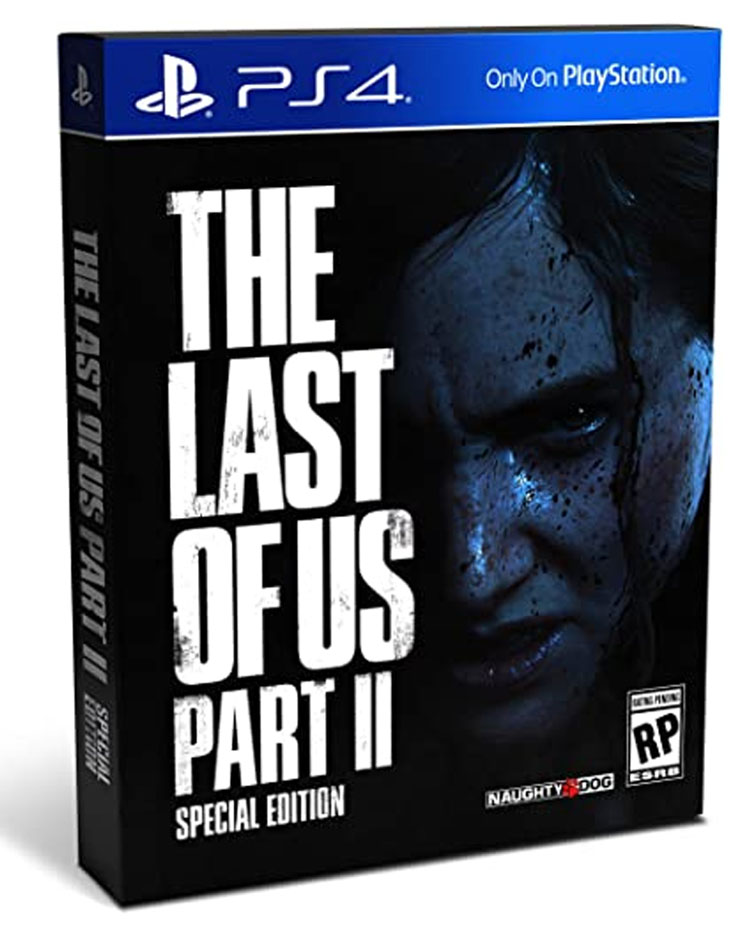 PS4
Only On PlayStation.
THE
LAST
OF US
PART II
SPECIAL EDITION
NAUGHTY DOG
RATING PENDING
RP
ESRB
THE LAST OF US PART II
SPECIAL
EDITION